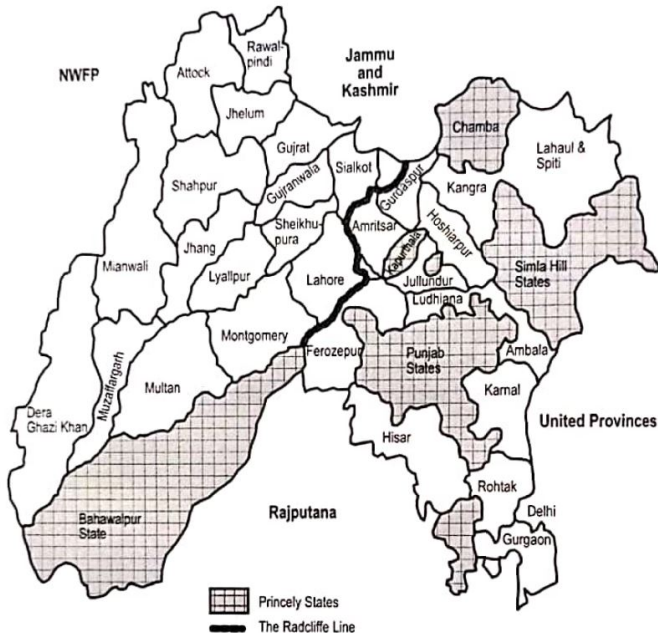 NWFP
Rawal-
pindi
Attock
Jammu
and
Kashmir
Jhelum
Chamba
Lahaul &
Spiti
Gujrat
Sialkot
Gurdaspur
Kangra
Shahpur
Gujranwala
Amritsar
Hoshiarpur
Sheikhu-
pura
Kapurthala
Jhang
Mianwali
Lyallpur
Lahore
Jullundur
Simla Hill
States
Ludhiana
Montgomery
Ferozepur
Punjab
States
Ambala
Muzaffargarh
Multan
Karnal
Dera
Ghazi Khan
United Provinces
Hisar
Rohtak
Rajputana
Delhi
Bahawalpur
State
Gurgaon
Princely States
The Radcliffe Line